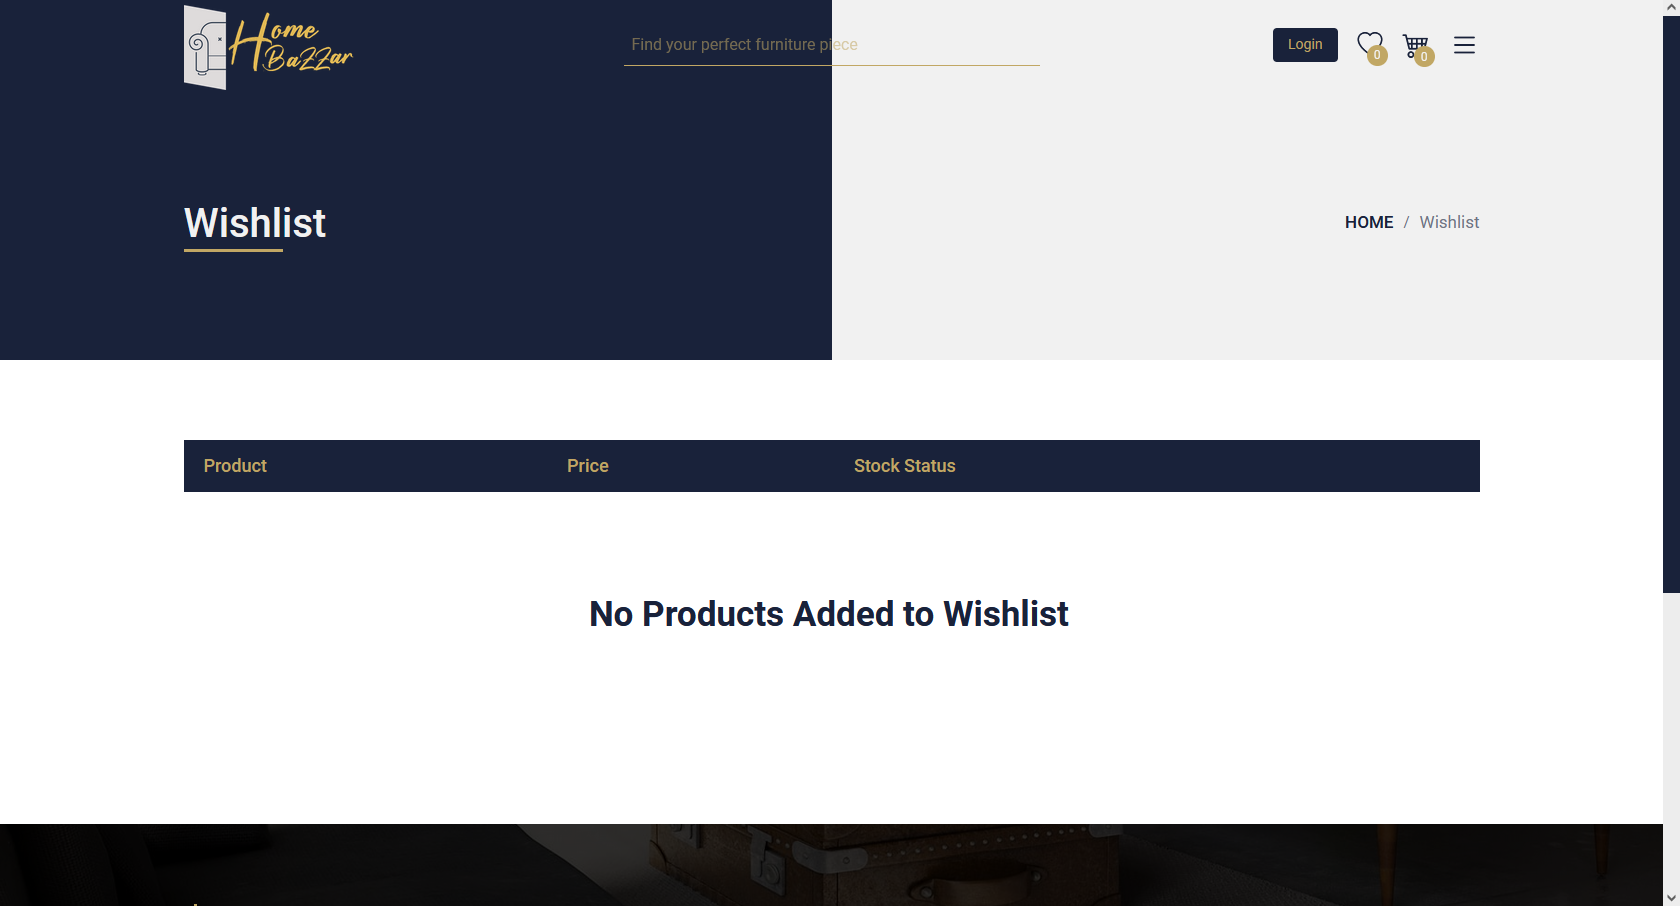 Home
BaZZar
Find your perfect furniture piece
Login
0
0
Wishlist
HOME / Wishlist
Product Price Stock Status
No Products Added to Wishlist